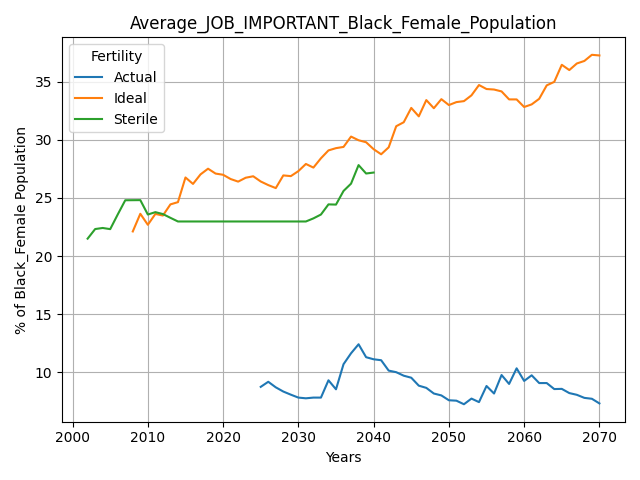 Average_JOB_IMPORTANT_Black_Female_Population
Fertility
Actual
Ideal
Sterile
% of Black_Female Population
35
30
25
20
15
10
2000 2010 2020 2030 2040 2050 2060 2070
Years